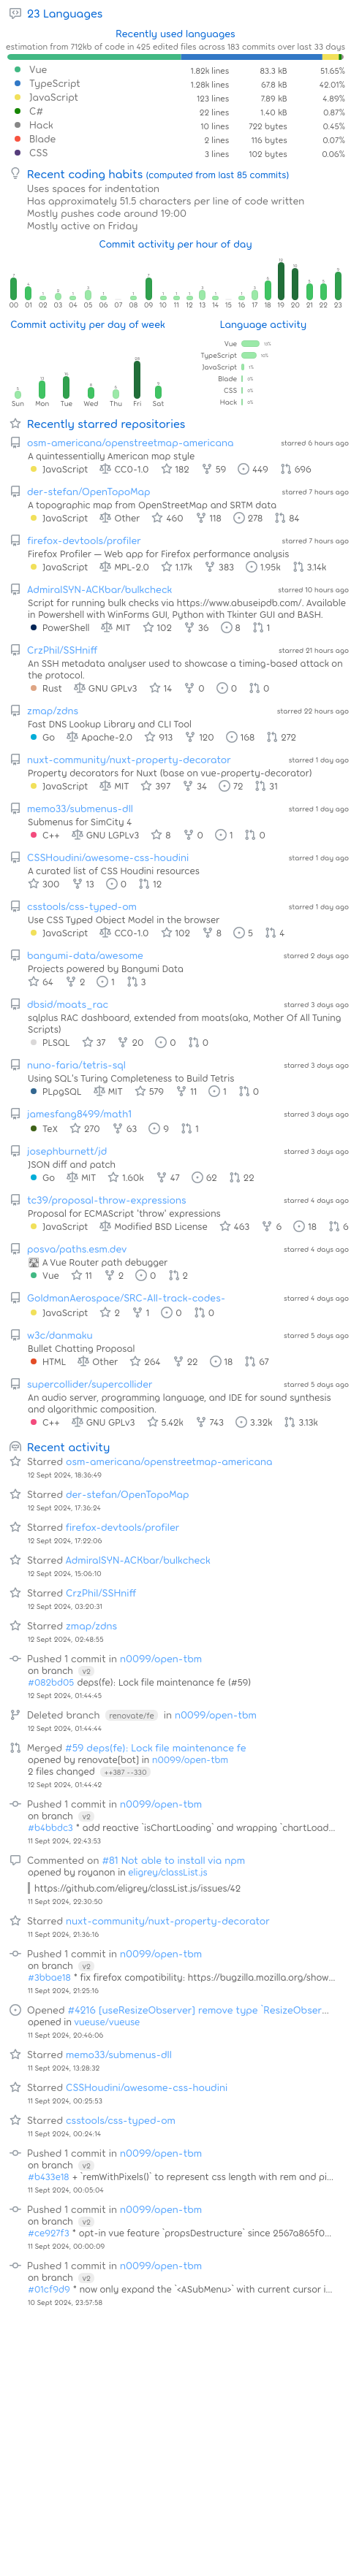 23 Languages
Recently used languages
estimation from 712kb of code in 425 edited files across 183 commits over last 33 days
Vue 1.82k lines 83.3 kB 51.65%
TypeScript 1.28k lines 67.8 kB 42.01%
JavaScript 123 lines 7.89 kB 4.89%
C# 22 lines 1.40 kB 0.87%
Hack 10 lines 722 bytes 0.45%
Blade 2 lines 116 bytes 0.07%
CSS 3 lines 102 bytes 0.06%
Recent coding habits (computed from last 85 commits)
Uses spaces for indentation
Has approximately 51.5 characters per line of code written
Mostly pushes code around 19:00
Mostly active on Friday
Commit activity per hour of day
00 01 02 03 04 05 06 07 08 09 10 11 12 13 14 15 16 17 18 19 20 21 22 23
Commit activity per day of week
Sun Mon Tue Wed Thu Fri Sat
Language activity
Vue
TypeScript
JavaScript
Blade
CSS
Hack
Recently starred repositories
osm-americana/openstreetmap-americana starred 6 hours ago
A quintessentially American map style
JavaScript CC0-1.0 182 59 449 696
der-stefan/OpenTopoMap starred 7 hours ago
A topographic map from OpenStreetMap and SRTM data
JavaScript Other 460 118 278 84
firefox-devtools/profiler starred 7 hours ago
Firefox Profiler — Web app for Firefox performance analysis
JavaScript MPL-2.0 1.17k 383 1.95k 3.14k
AdmiralSYN-ACKbar/bulkcheck starred 10 hours ago
Script for running bulk checks via https://www.abuseipdb.com/. Available
in Powershell with WinForms GUI, Python with Tkinter GUI and BASH.
PowerShell MIT 102 36 8 1
CrzPhil/SSHniff starred 21 hours ago
An SSH metadata analyser used to showcase a timing-based attack on
the protocol.
Rust GNU GPLv3 14 0 0 0
zmap/zdns starred 22 hours ago
Fast DNS Lookup Library and CLI Tool
Go Apache-2.0 913 120 168 272
nuxt-community/nuxt-property-decorator starred 1 day ago
Property decorators for Nuxt (base on vue-property-decorator)
JavaScript MIT 397 34 72 31
memo33/submenus-dll starred 1 day ago
Submenus for SimCity 4
C++ GNU LGPLv3 8 0 1 0
CSSHoudini/awesome-css-houdini starred 1 day ago
A curated list of CSS Houdini resources
300 13 0 12
csstools/css-typed-om starred 1 day ago
Use CSS Typed Object Model in the browser
JavaScript CC0-1.0 102 8 5 4
bangumi-data/awesome starred 2 days ago
Projects powered by Bangumi Data
64 2 1 3
dbsid/moats_rac starred 3 days ago
sqlplus RAC dashboard, extended from moats(aka, Mother Of All Tuning
Scripts)
PLSQL 37 20 0 0
nuno-faria/tetris-sql starred 3 days ago
Using SQL's Turing Completeness to Build Tetris
PLpgSQL MIT 579 11 1 0
jamesfang8499/math1 starred 3 days ago
TeX 270 63 9 1
josephburnett/jd starred 3 days ago
JSON diff and patch
Go MIT 1.60k 47 62 22
tc39/proposal-throw-expressions starred 4 days ago
Proposal for ECMAScript 'throw' expressions
JavaScript Modified BSD License 463 6 18 6
posva/paths.esm.dev starred 4 days ago
A Vue Router path debugger
Vue 11 2 0 2
GoldmanAerospace/SRC-All-track-codes- starred 4 days ago
JavaScript 2 1 0 0
w3c/danmaku starred 5 days ago
Bullet Chatting Proposal
HTML Other 264 22 18 67
supercollider/supercollider starred 5 days ago
An audio server, programming language, and IDE for sound synthesis
and algorithmic composition.
C++ GNU GPLv3 5.42k 743 3.32k 3.13k
Recent activity
Starred osm-americana/openstreetmap-americana
12 Sept 2024, 18:36:49
Starred der-stefan/OpenTopoMap
12 Sept 2024, 17:36:24
Starred firefox-devtools/profiler
12 Sept 2024, 17:22:06
Starred AdmiralSYN-ACKbar/bulkcheck
12 Sept 2024, 15:06:10
Starred CrzPhil/SSHniff
12 Sept 2024, 03:20:31
Starred zmap/zdns
12 Sept 2024, 02:48:55
Pushed 1 commit in n0099/open-tbm
on branch v2
#082bd05 deps(fe): Lock file maintenance fe (#59)
12 Sept 2024, 01:44:45
Deleted branch renovate/fe in n0099/open-tbm
12 Sept 2024, 01:44:44
Merged #59 deps(fe): Lock file maintenance fe
opened by renovate[bot] in n0099/open-tbm
2 files changed ++387 --330
12 Sept 2024, 01:44:42
Pushed 1 commit in n0099/open-tbm
on branch v2
#b4bbdc3 * add reactive `isChartLoading` and wrapping `chartLoad...
11 Sept 2024, 22:43:53
Commented on #81 Not able to install via npm
opened by royanon in eligrey/classList.js
https://github.com/eligrey/classList.js/issues/42
11 Sept 2024, 22:30:50
Starred nuxt-community/nuxt-property-decorator
11 Sept 2024, 21:36:16
Pushed 1 commit in n0099/open-tbm
on branch v2
#3bbae18 * fix firefox compatibility: https://bugzilla.mozilla.org/show...
11 Sept 2024, 21:25:16
Opened #4216 [useResizeObserver] remove type `ResizeObser...
opened in vueuse/vueuse
11 Sept 2024, 20:46:06
Starred memo33/submenus-dll
11 Sept 2024, 13:28:32
Starred CSSHoudini/awesome-css-houdini
11 Sept 2024, 00:25:53
Starred csstools/css-typed-om
11 Sept 2024, 00:24:14
Pushed 1 commit in n0099/open-tbm
on branch v2
#b433e18 + `remWithPixels()` to represent css length with rem and pi...
11 Sept 2024, 00:05:04
Pushed 1 commit in n0099/open-tbm
on branch v2
#ce927f3 * opt-in vue feature `propsDestructure` since 2567a865f0...
11 Sept 2024, 00:00:09
Pushed 1 commit in n0099/open-tbm
on branch v2
#01cf9d9 * now only expand the `<ASubMenu>` with current cursor i...
10 Sept 2024, 23:57:58